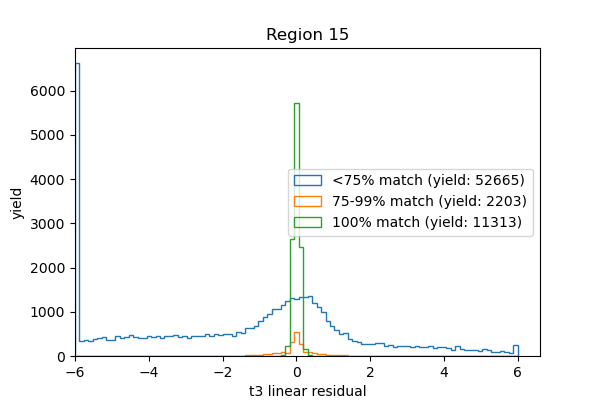 Region 15
yield
6000
5000
4000
3000
2000
1000
0
<75% match (yield: 52665)
75-99% match (yield: 2203)
100% match (yield: 11313)
−6 −4 −2 0 2 4 6
t3 linear residual